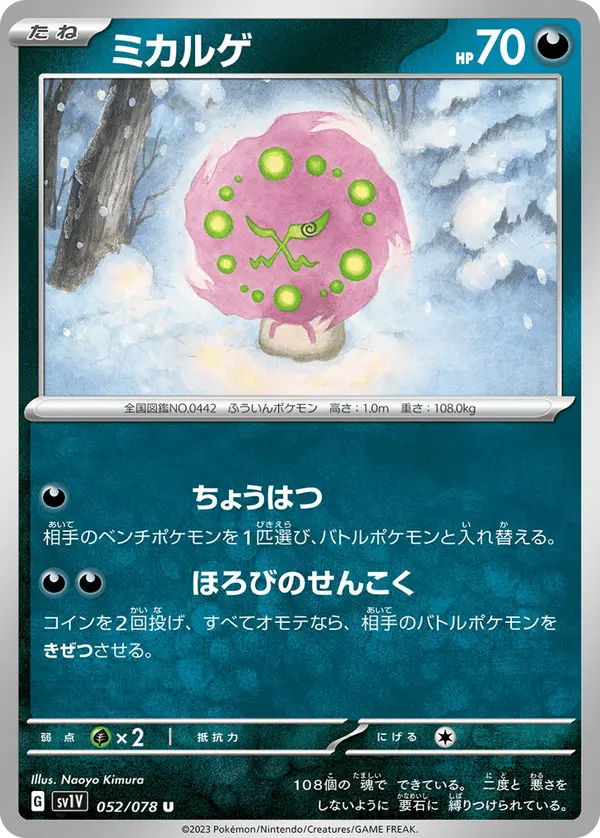 たね ミカルゲ HP70
全国図鑑NO.0442 ふういんポケモン 高さ:1.0m 重さ:108.0kg
ちょうはつ
相手のベンチポケモンを1匹選び、バトルポケモンと入れ替える。
ほろびのせんこく
コインを2回投げ、すべてオモテなら、相手のバトルポケモンを
きぜつさせる。
弱点 ×2 抵抗力 にげる
Illus. Naoyo Kimura
G sv1V 052/078 U
108個の 魂で できている。 二度と 悪さを
しないように 要石に 縛りつけられている。
©2023 Pokémon/Nintendo/Creatures/GAME FREAK.